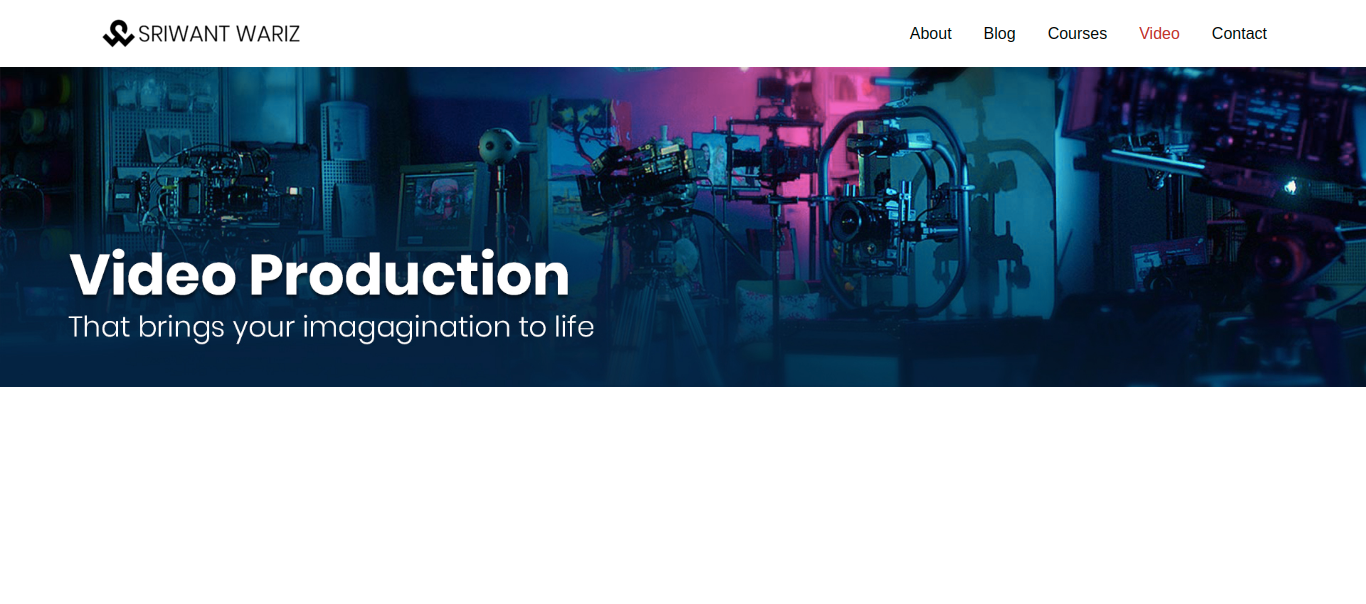 SRIWANT WARIZ
About Blog Courses Video Contact
Video Production
That brings your imagagination to life